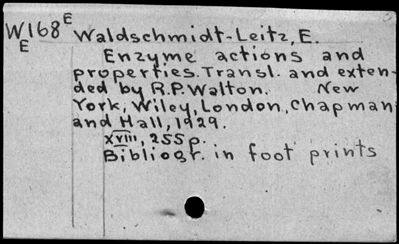 W168E Waldschmidt-Leitz, E.
E
Enzyme actions and
properties. Transl. and exten-
ded by R.P. Walton. New
York, Wiley, London, Chapman
and Hall, 1929.
xviii, 255 p.
Bibliogr. in foot prints